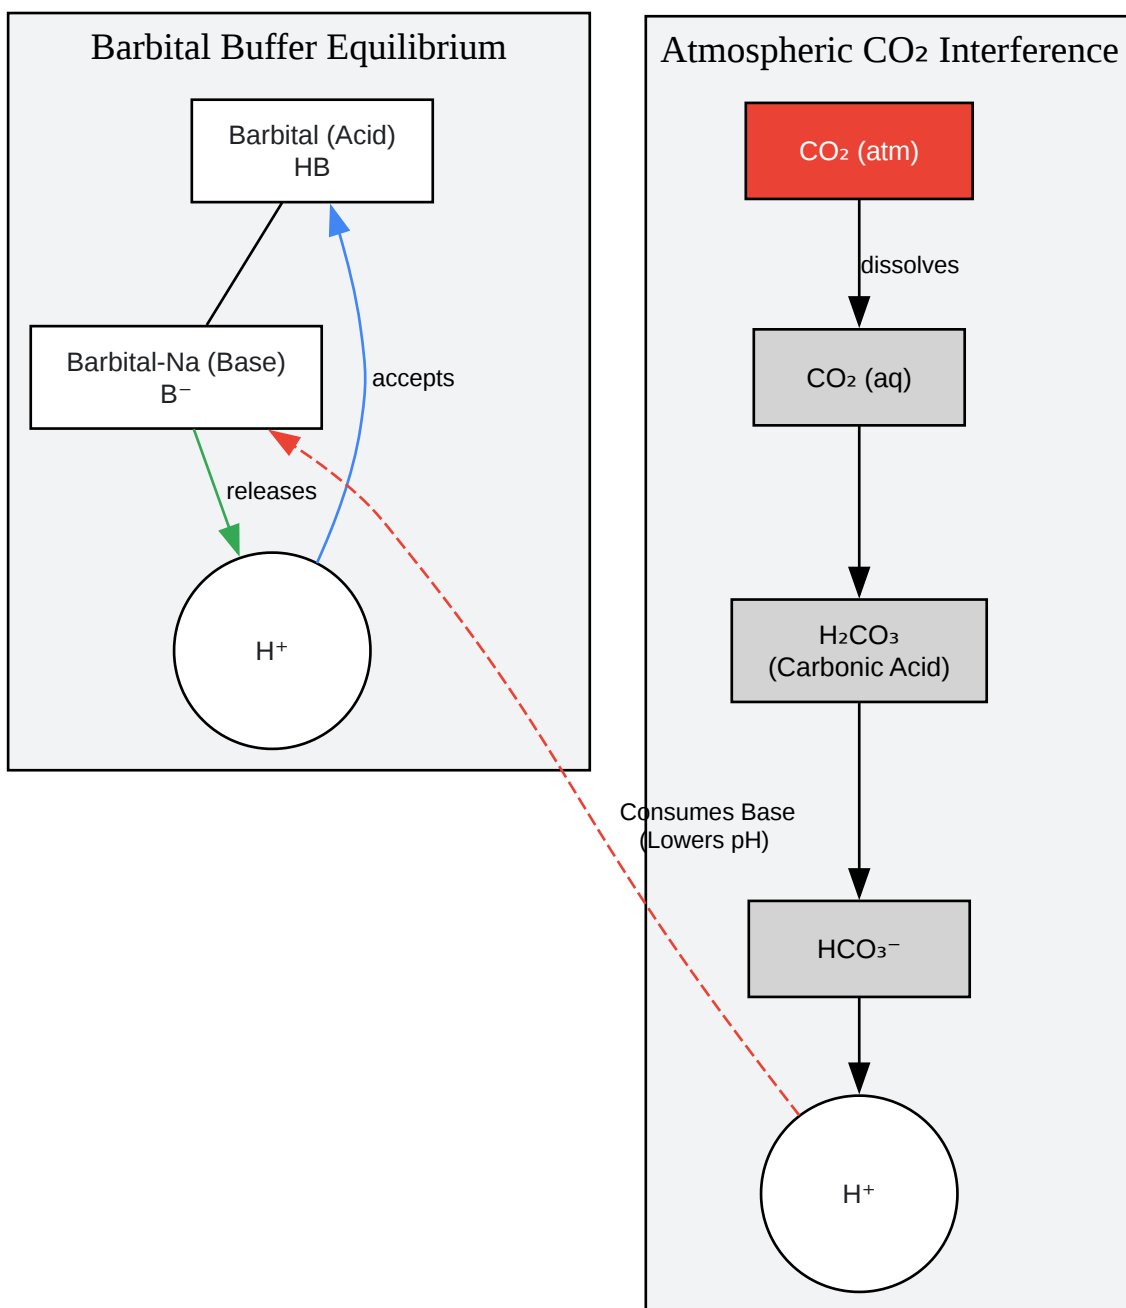 Barbital Buffer Equilibrium
Barbital (Acid)
HB
Barbital-Na (Base)
B⁻
accepts
releases
H⁺
Atmospheric CO₂ Interference
CO₂ (atm)
dissolves
CO₂ (aq)
H₂CO₃
(Carbonic Acid)
Consumes Base
(Lowers pH)
HCO₃⁻
H⁺